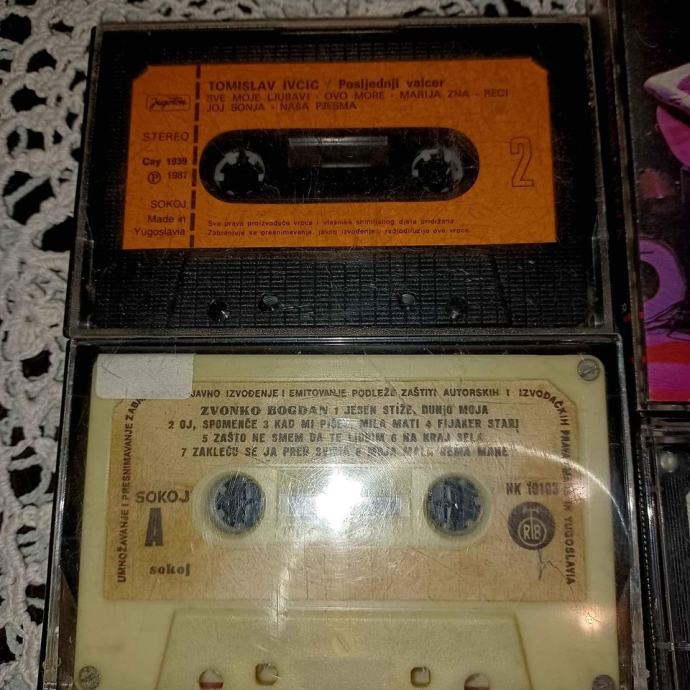 TOMISLAV IVČIĆ / Posljednji valcer
SVE MOJE LJUBAVI - OVO MORE - MARIJA ZNA - RECI
JOJ SONJA - NAŠA PJESMA
Jugoton
STEREO
Cay 1939
Ⓟ 1987
SOKOJ
Made in
Yugoslavia
2
Sva prava proizvođača vrpce i vlasnika snimljenog djela pridržana.
Zabranjuje se presnimavanje, javno izvođenje i radiodifuzija ove vrpce
UMNOŽAVANJE I PRESNIMAVANJE
JAVNO IZVOĐENJE I EMITOVANJE PODLEŽE ZAŠTITI AUTORSKIH I IZVOĐAČKIH
IN YUGOSLAVIA
ZVONKO BOGDAN 1 JESEN STIŽE, DUNJO MOJA
2 OJ, SPOMENČE 3 KAD MI PIŠEŠ, MILA MATI 4 FIJAKER STARI
5 ZAŠTO NE SMEM DA TE LJUBIM 6 NA KRAJ SELA
7 ZAKLEĆU SE JA PRED SVIMA 8 MOJA MALA NEMA MANE
SOKOJ
A
sokoj
NK 10103
RTB